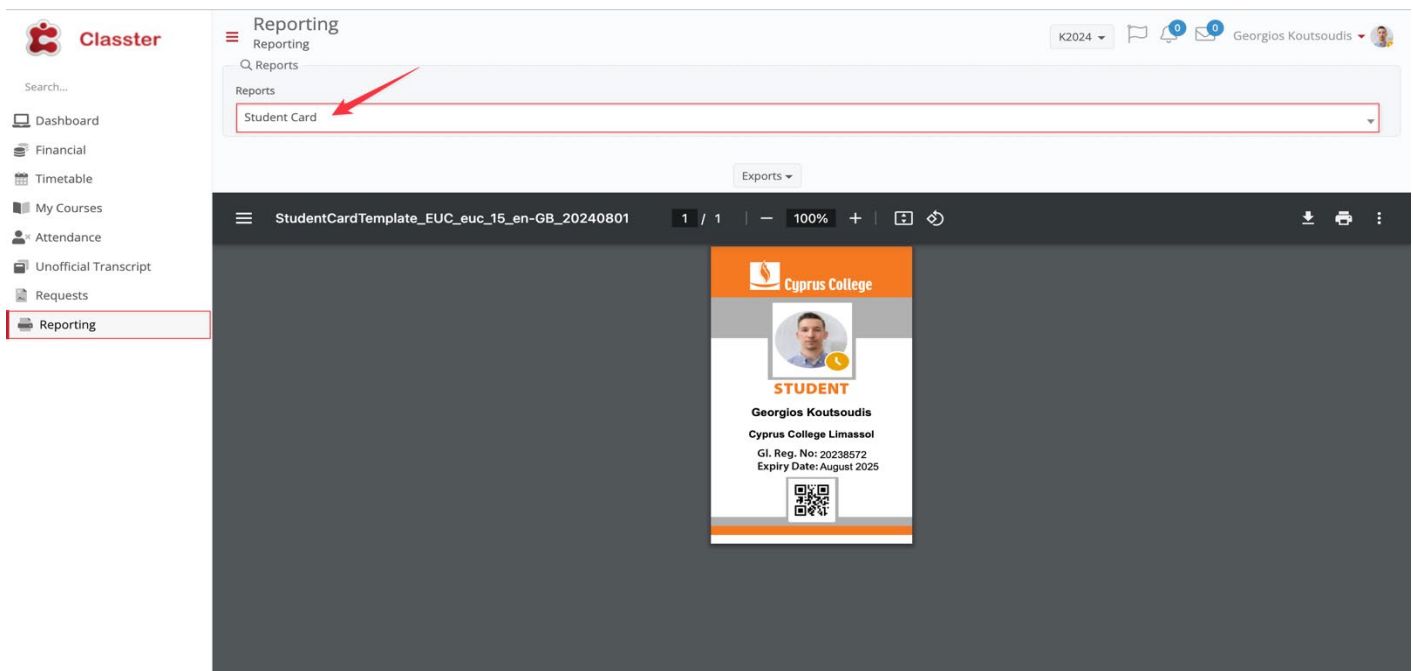 Classter
Search...
Dashboard
Financial
Timetable
My Courses
Attendance
Unofficial Transcript
Requests
Reporting
Reporting
Reporting
K2024
0
0
Georgios Koutsoudis
Reports
Reports
Student Card
Exports
StudentCardTemplate_EUC_euc_15_en-GB_20240801
1 / 1
100%
Cyprus College
STUDENT
Georgios Koutsoudis
Cyprus College Limassol
Gl. Reg. No: 20238572
Expiry Date: August 2025